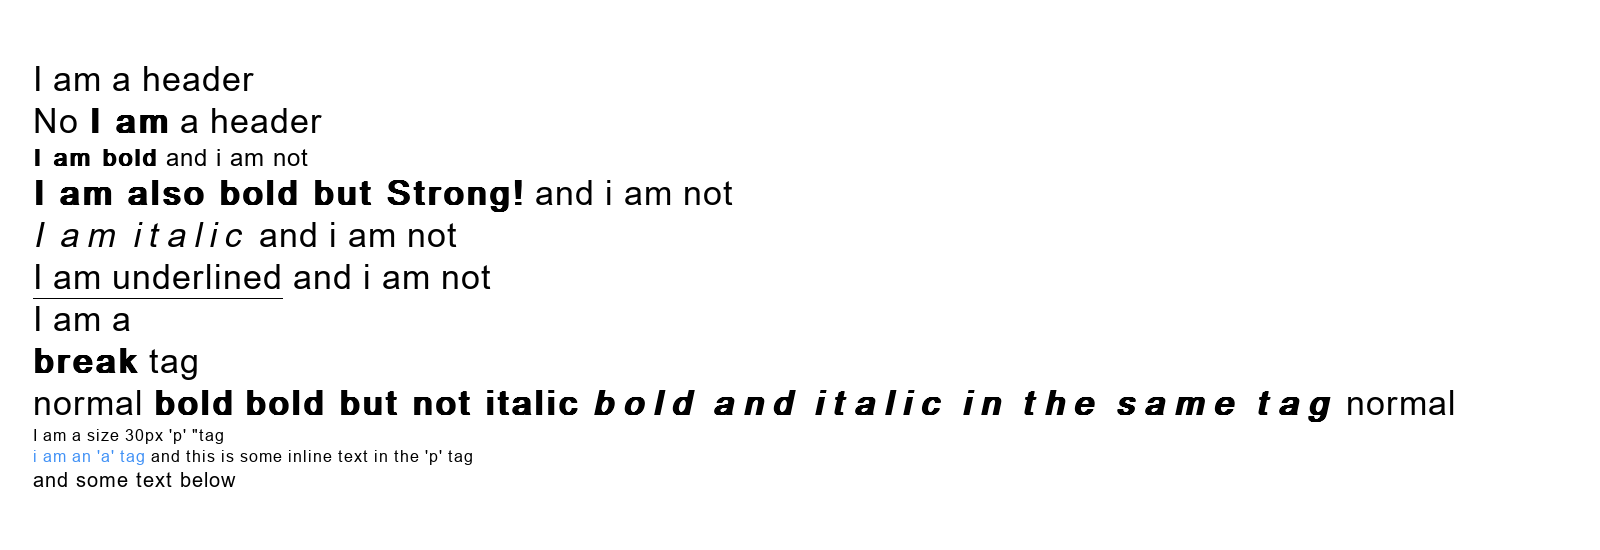 I am a header
No I am a header
I am bold and i am not
I am also bold but Strong! and i am not
I am italic and i am not
I am underlined and i am not
I am a
break tag
normal bold bold but not italic bold and italic in the same tag normal
I am a size 30px 'p' "tag
i am an 'a' tag and this is some inline text in the 'p' tag
and some text below